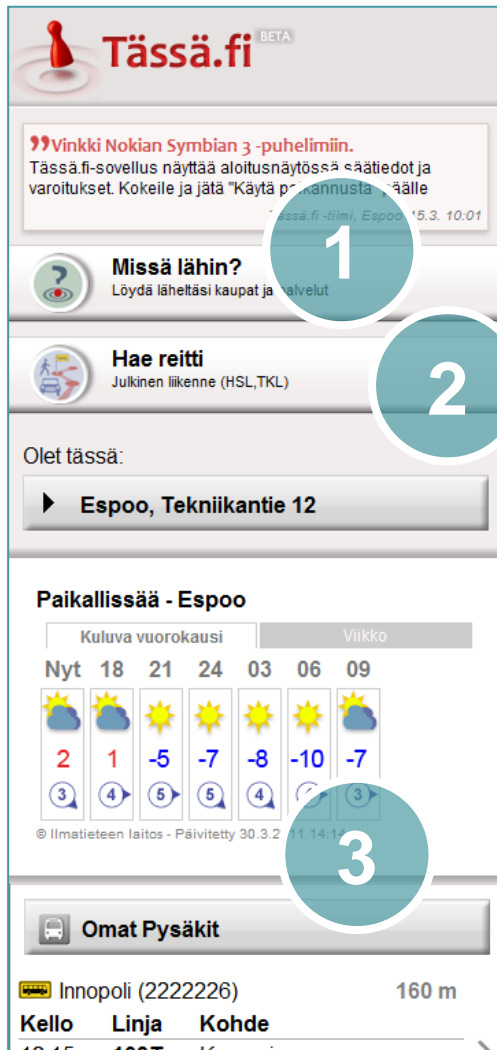 Tässä.fi BETA
Vinkki Nokian Symbian 3 -puhelimiin.
Tässä.fi-sovellus näyttää aloitusnäytössä säätiedot ja
varoitukset. Kokeile ja jätä "Käytä paikannusta" päälle
Tässä.fi -tiimi, Espoo 15.3. 10:01
1
Missä lähin?
Löydä läheltäsi kaupat ja palvelut
Hae reitti
Julkinen liikenne (HSL,TKL)
2
Olet tässä:
Espoo, Tekniikantie 12
Paikallissää - Espoo
Kuluva vuorokausi Viikko
Nyt 18 21 24 03 06 09
2 1 -5 -7 -8 -10 -7
3 4 5 5 4 3
© Ilmatieteen laitos - Päivitetty 30.3.2011 14:14
3
Omat Pysäkit
Innopoli (2222226) 160 m
Kello Linja Kohde